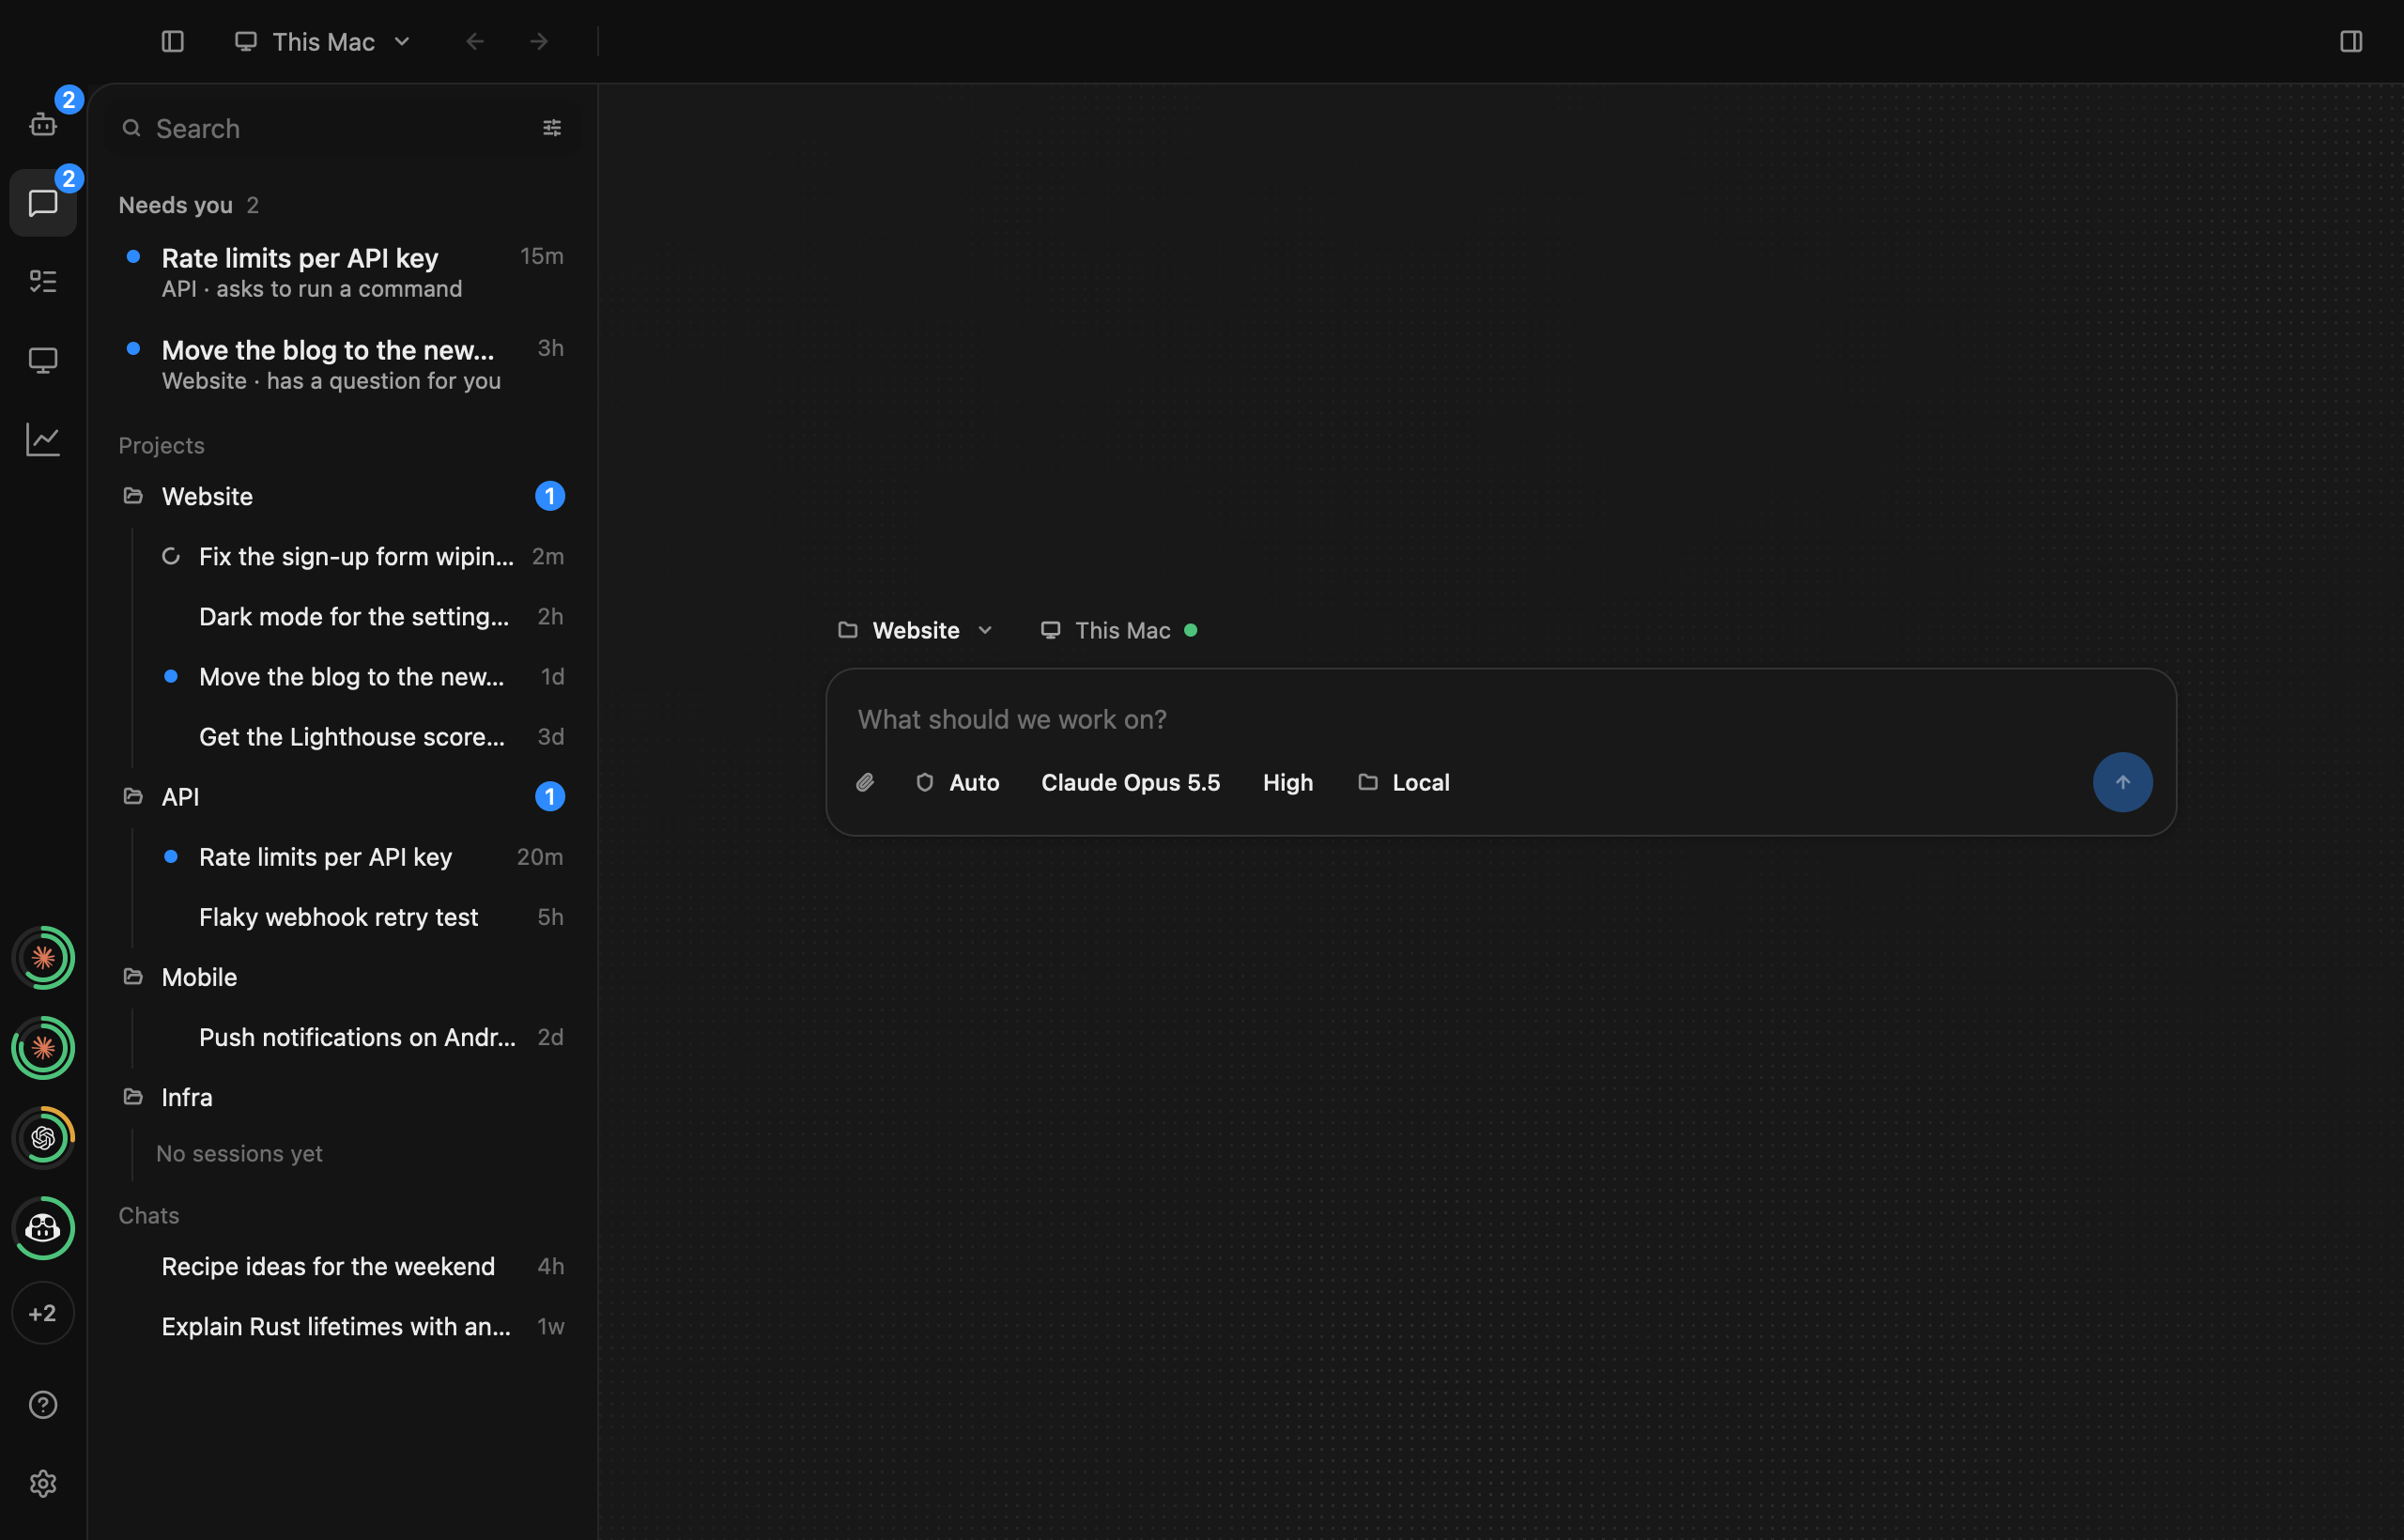 This Mac
2
2
Search
Needs you 2
Rate limits per API key 15m
API · asks to run a command
Move the blog to the new... 3h
Website · has a question for you
Projects
Website 1
Fix the sign-up form wipin... 2m
Dark mode for the setting... 2h
Move the blog to the new... 1d
Get the Lighthouse score... 3d
API 1
Rate limits per API key 20m
Flaky webhook retry test 5h
Mobile
Push notifications on Andr... 2d
Infra
No sessions yet
Chats
Recipe ideas for the weekend 4h
Explain Rust lifetimes with an... 1w
+2
Website This Mac
What should we work on?
Auto Claude Opus 5.5 High Local